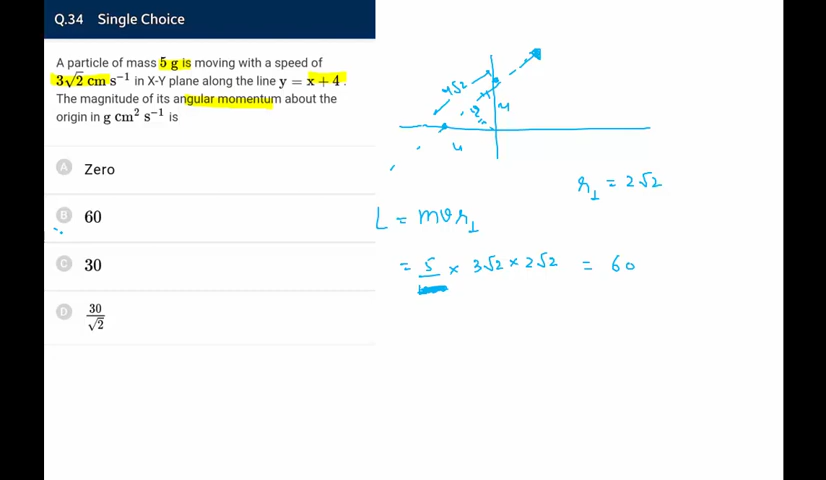 Q.34 Single Choice
A particle of mass 5 g is moving with a speed of
3√2 cm s⁻¹ in X-Y plane along the line y = x + 4 .
The magnitude of its angular momentum about the
origin in g cm² s⁻¹ is
A Zero
B 60
C 30
D 30/√2
4√2
4
4
r⊥ = 2√2
L = mvr⊥
= 5 × 3√2 × 2√2 = 60